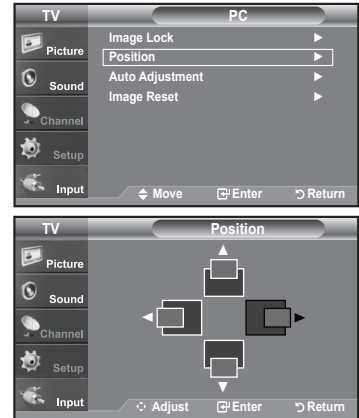 TV PC
Picture
Sound
Channel
Setup
Input
Image Lock
Position
Auto Adjustment
Image Reset
Move Enter Return
TV Position
Picture
Sound
Channel
Setup
Input
Adjust Enter Return